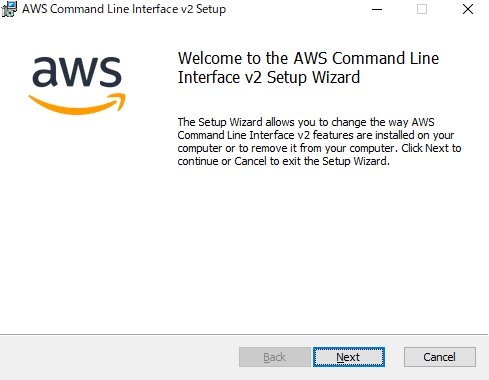 AWS Command Line Interface v2 Setup
aws
Welcome to the AWS Command Line
Interface v2 Setup Wizard
The Setup Wizard allows you to change the way AWS
Command Line Interface v2 features are installed on your
computer or to remove it from your computer. Click Next to
continue or Cancel to exit the Setup Wizard.
Back Next Cancel